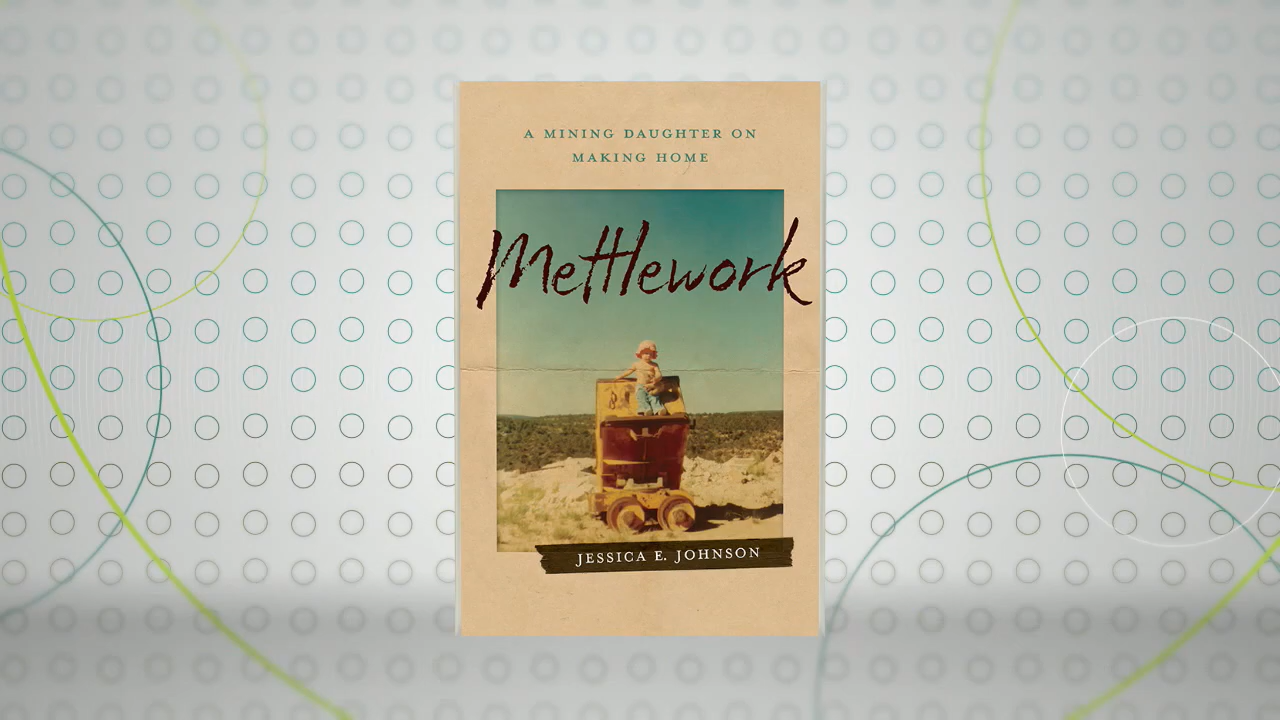 A MINING DAUGHTER ON
MAKING HOME
Mettlework
JESSICA E. JOHNSON